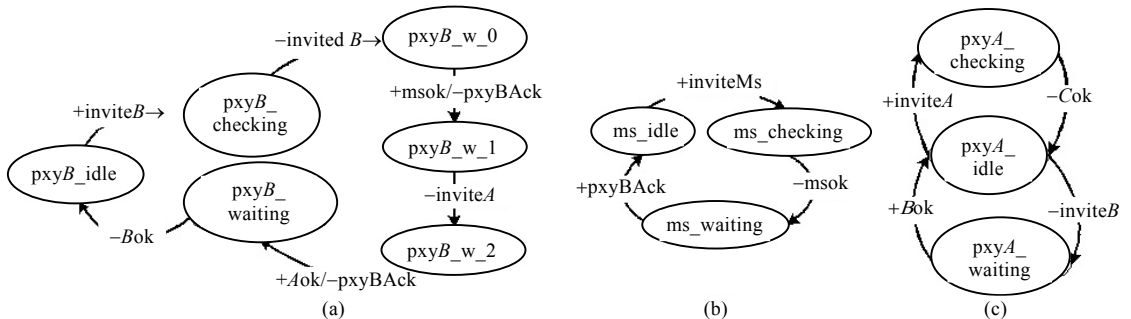 −invited B→
pxyB_w_0
+inviteB→
pxyB_
checking
+msok/−pxyBAck
pxyB_w_1
pxyB_idle
pxyB_
waiting
−inviteA
−Bok
pxyB_w_2
+Aok/−pxyBAck
(a)
+inviteMs
ms_idle
ms_checking
+pxyBAck
−msok
ms_waiting
(b)
pxyA_
checking
+inviteA
−Cok
pxyA_
idle
+Bok
−inviteB
pxyA_
waiting
(c)